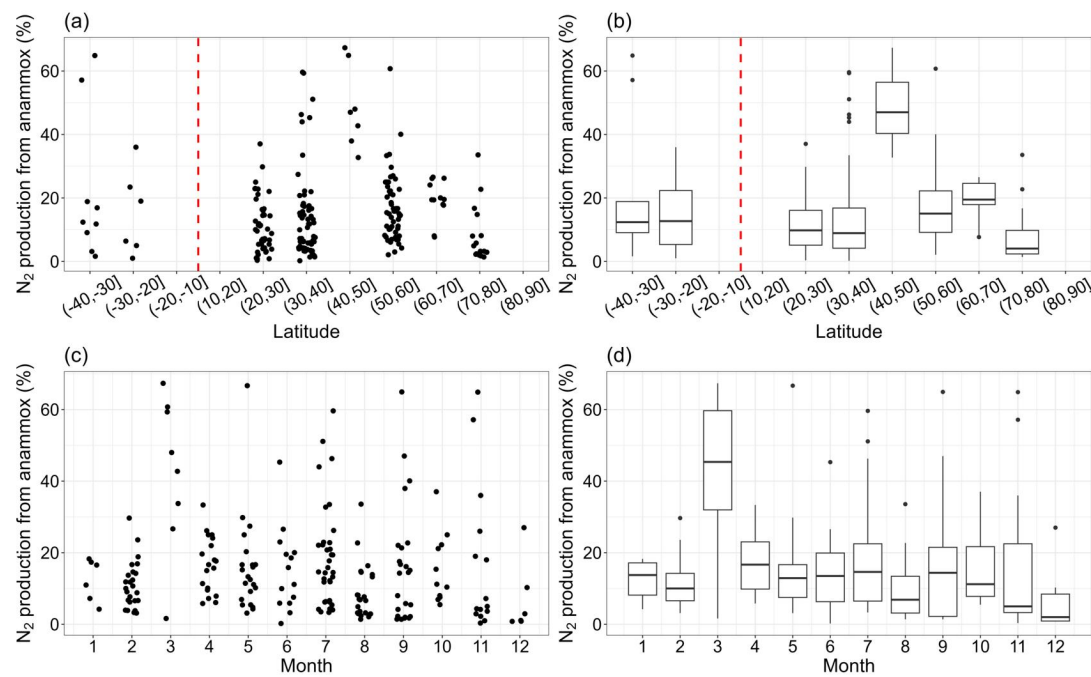 (a)
N₂ production from anammox (%)
60
40
20
0
(-40,-30]
(-30,-20]
(-20,-10]
(10,20]
(20,30]
(30,40]
(40,50]
(50,60]
(60,70]
(70,80]
(80,90]
Latitude
(b)
N₂ production from anammox (%)
60
40
20
0
(-40,-30]
(-30,-20]
(-20,-10]
(10,20]
(20,30]
(30,40]
(40,50]
(50,60]
(60,70]
(70,80]
(80,90]
Latitude
(c)
N₂ production from anammox (%)
60
40
20
0
1 2 3 4 5 6 7 8 9 10 11 12
Month
(d)
N₂ production from anammox (%)
60
40
20
0
1 2 3 4 5 6 7 8 9 10 11 12
Month